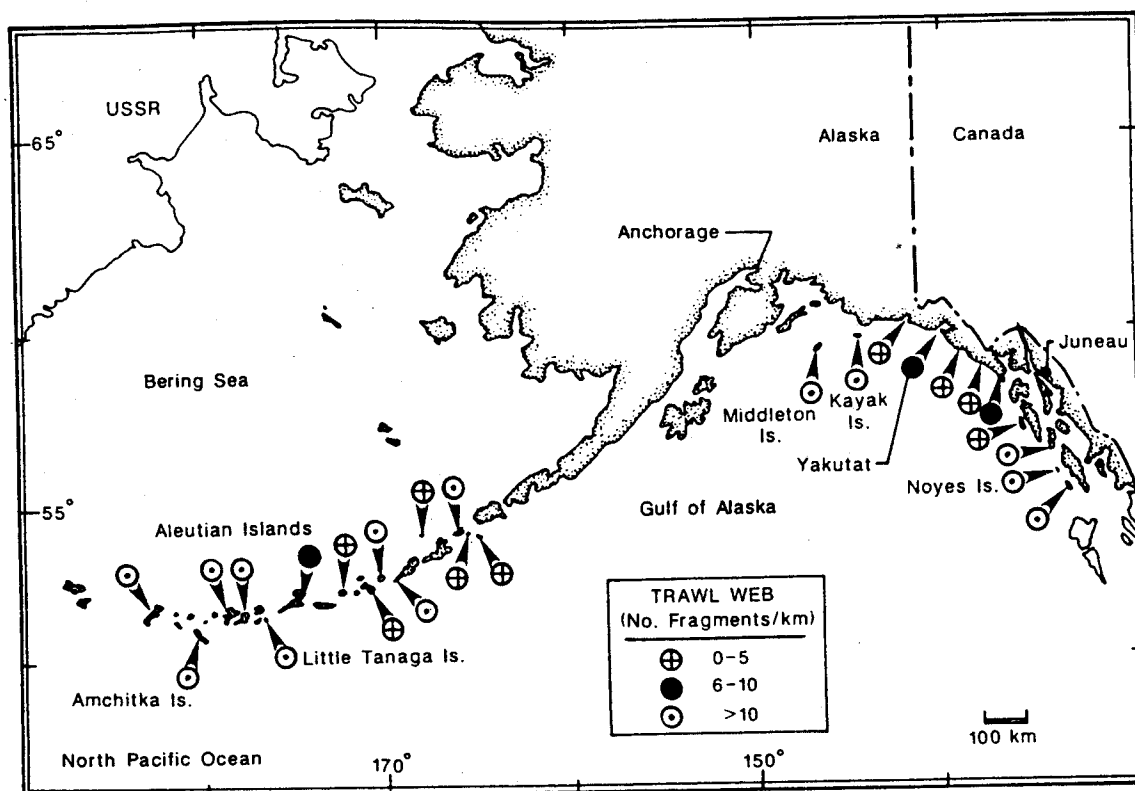 USSR
65°
Alaska
Canada
Anchorage
Juneau
Bering Sea
Middleton
Is.
Kayak
Is.
Yakutat
Noyes Is.
Gulf of Alaska
55°
Aleutian Islands
Little Tanaga Is.
Amchitka Is.
North Pacific Ocean
170°
150°
TRAWL WEB
(No. Fragments/km)
0-5
6-10
>10
100 km